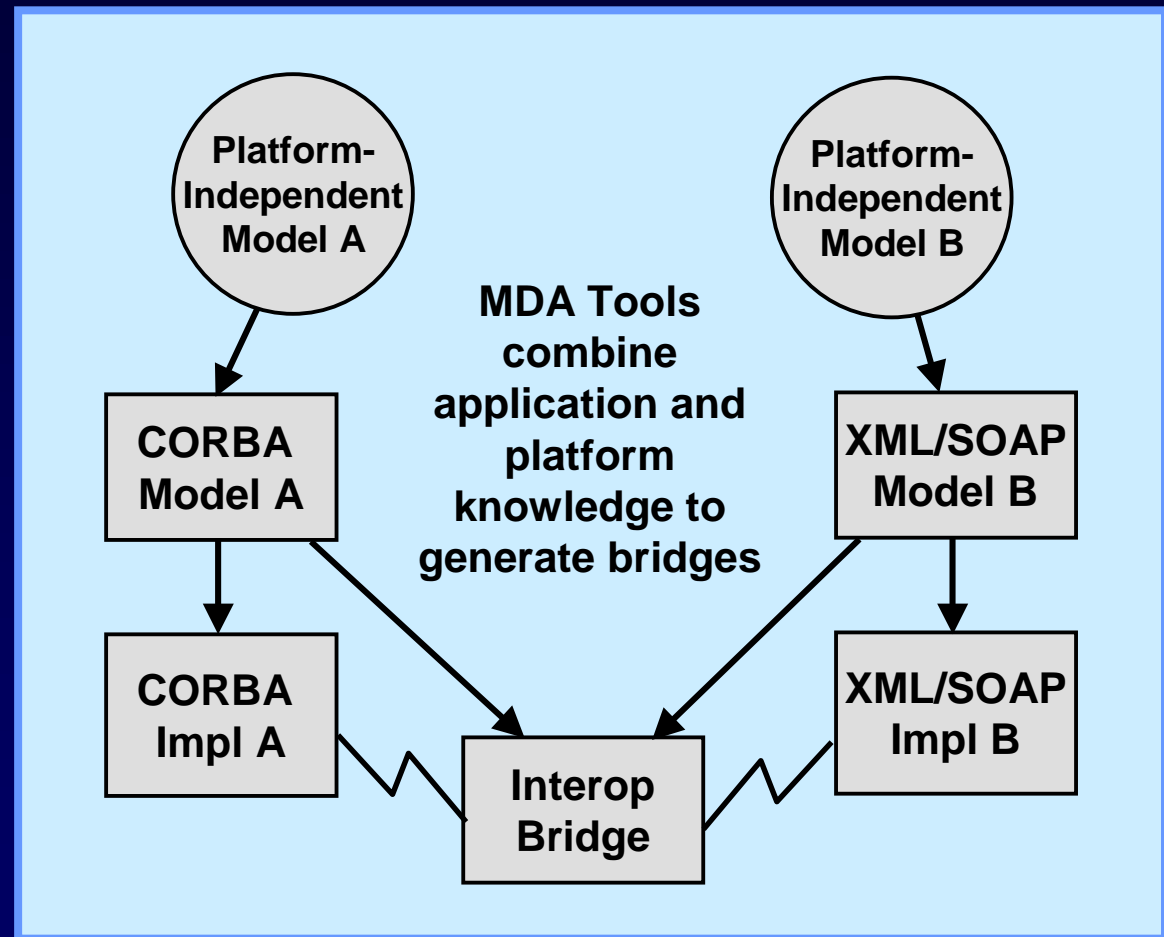 Platform-
Independent
Model A
Platform-
Independent
Model B
MDA Tools
combine
application and
platform
knowledge to
generate bridges
CORBA
Model A
XML/SOAP
Model B
CORBA
Impl A
XML/SOAP
Impl B
Interop
Bridge